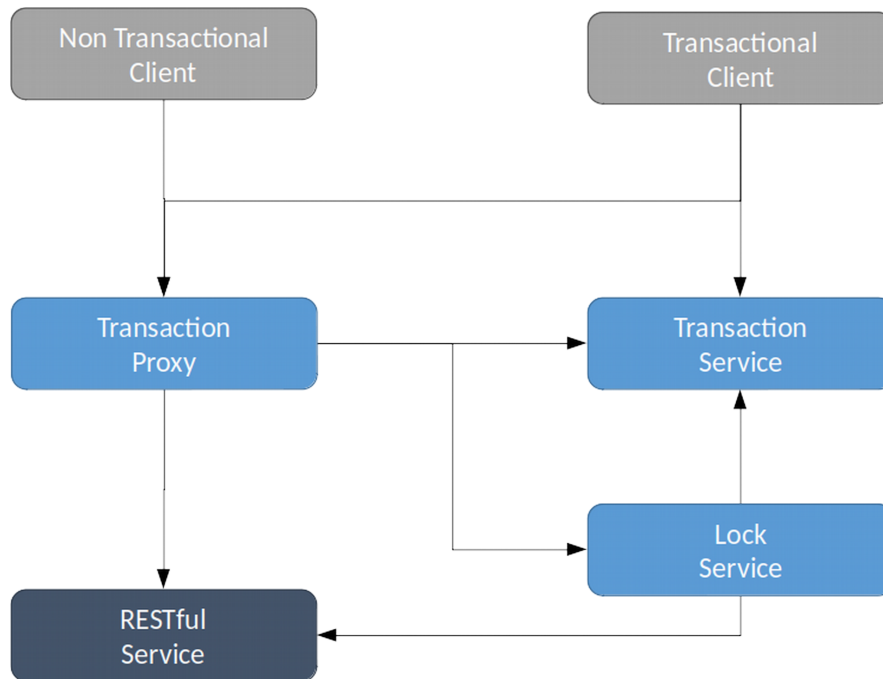 Non Transactional
Client
Transactional
Client
Transaction
Proxy
Transaction
Service
Lock
Service
RESTful
Service